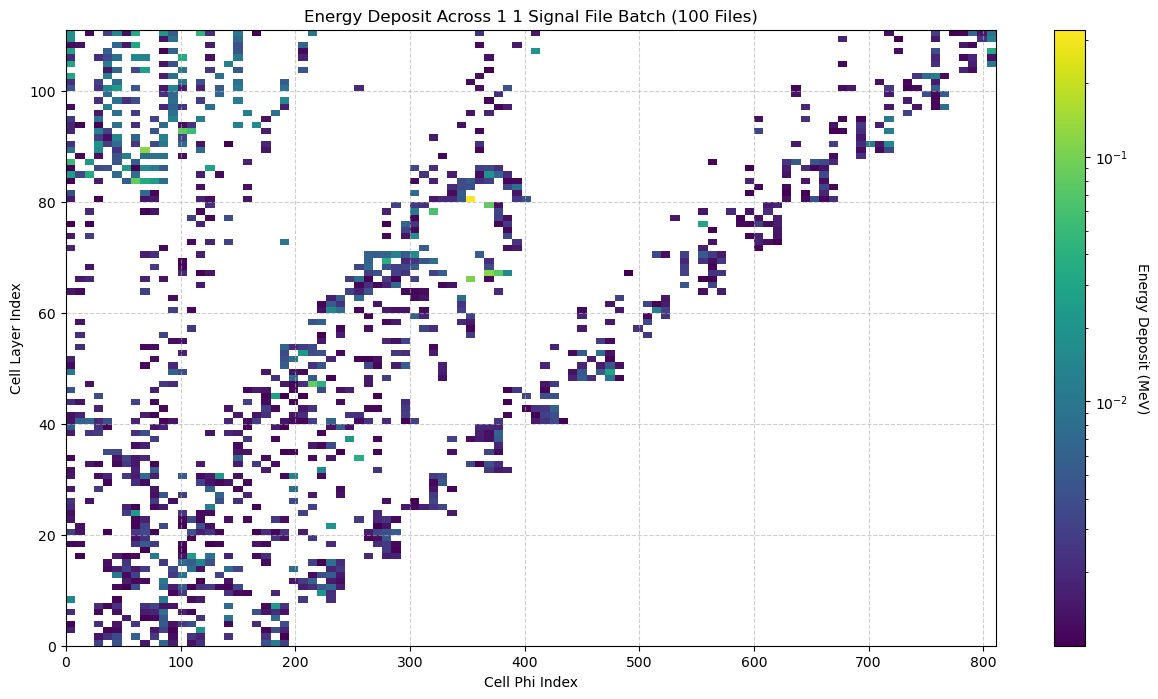 Energy Deposit Across 1 1 Signal File Batch (100 Files)
100
80
60
40
20
0
Cell Layer Index
0 100 200 300 400 500 600 700 800
Cell Phi Index
10⁻¹
10⁻²
Energy Deposit (MeV)